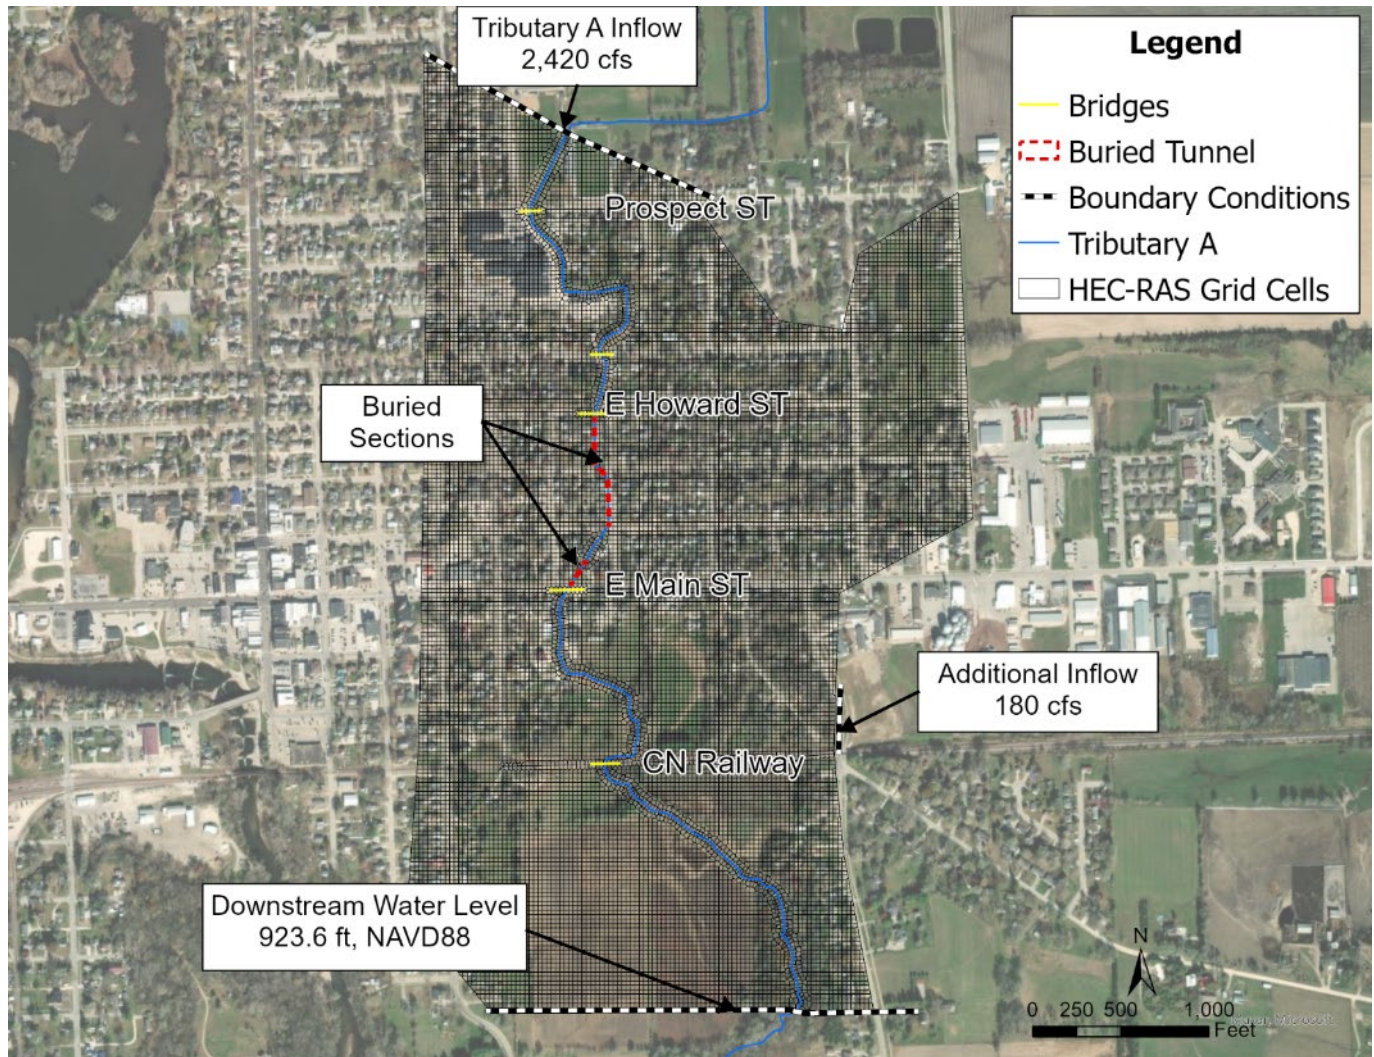 Tributary A Inflow
2,420 cfs
Legend
Bridges
Buried Tunnel
Boundary Conditions
Tributary A
HEC-RAS Grid Cells
Prospect ST
Buried
Sections
E Howard ST
E Main ST
Additional Inflow
180 cfs
CN Railway
Downstream Water Level
923.6 ft, NAVD88
N
0 250 500 1,000
Feet
Microsoft